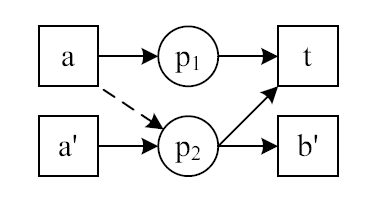 a p₁ t
a' p₂ b'